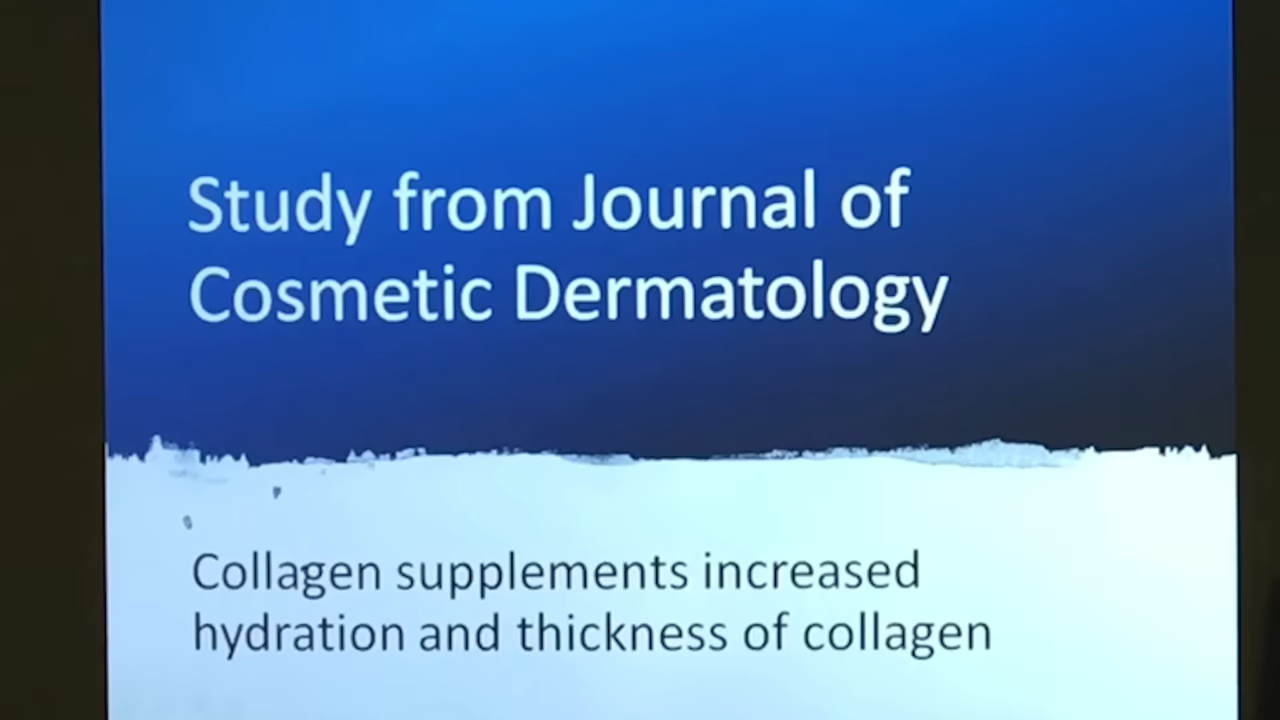 Study from Journal of
Cosmetic Dermatology
Collagen supplements increased
hydration and thickness of collagen